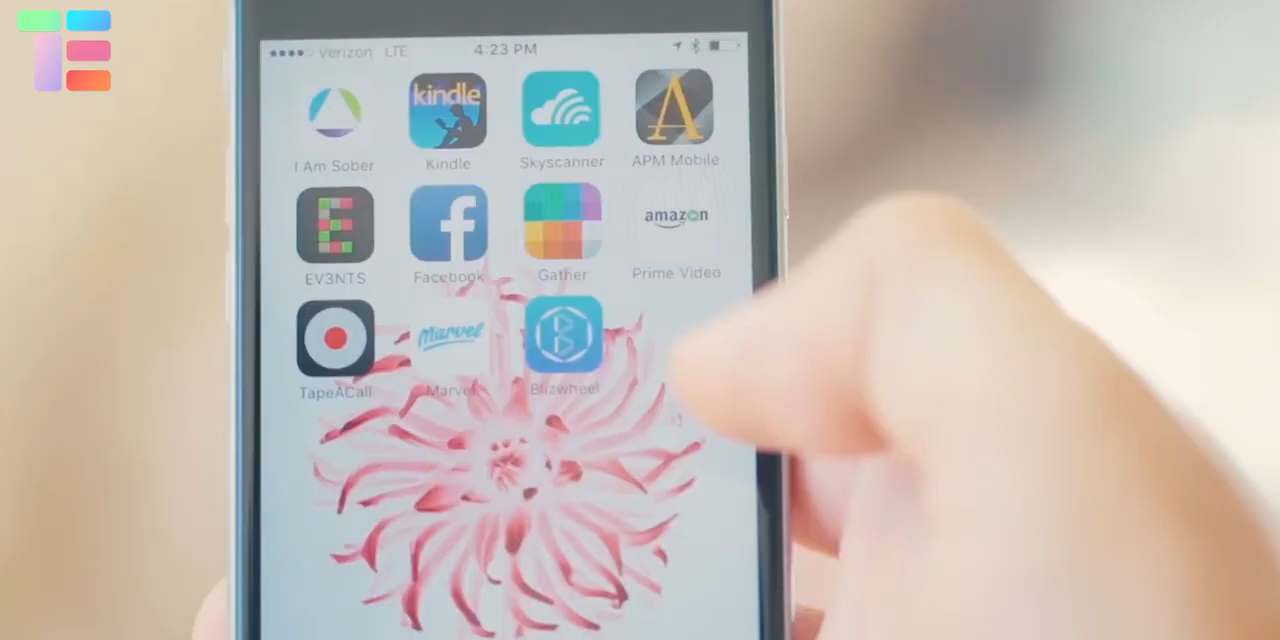 Verizon LTE 4:23 PM
kindle
I Am Sober Kindle Skyscanner APM Mobile
amazon
EV3NTS Facebook Gather Prime Video
Marvel
TapeACall Marvel Blizwheel